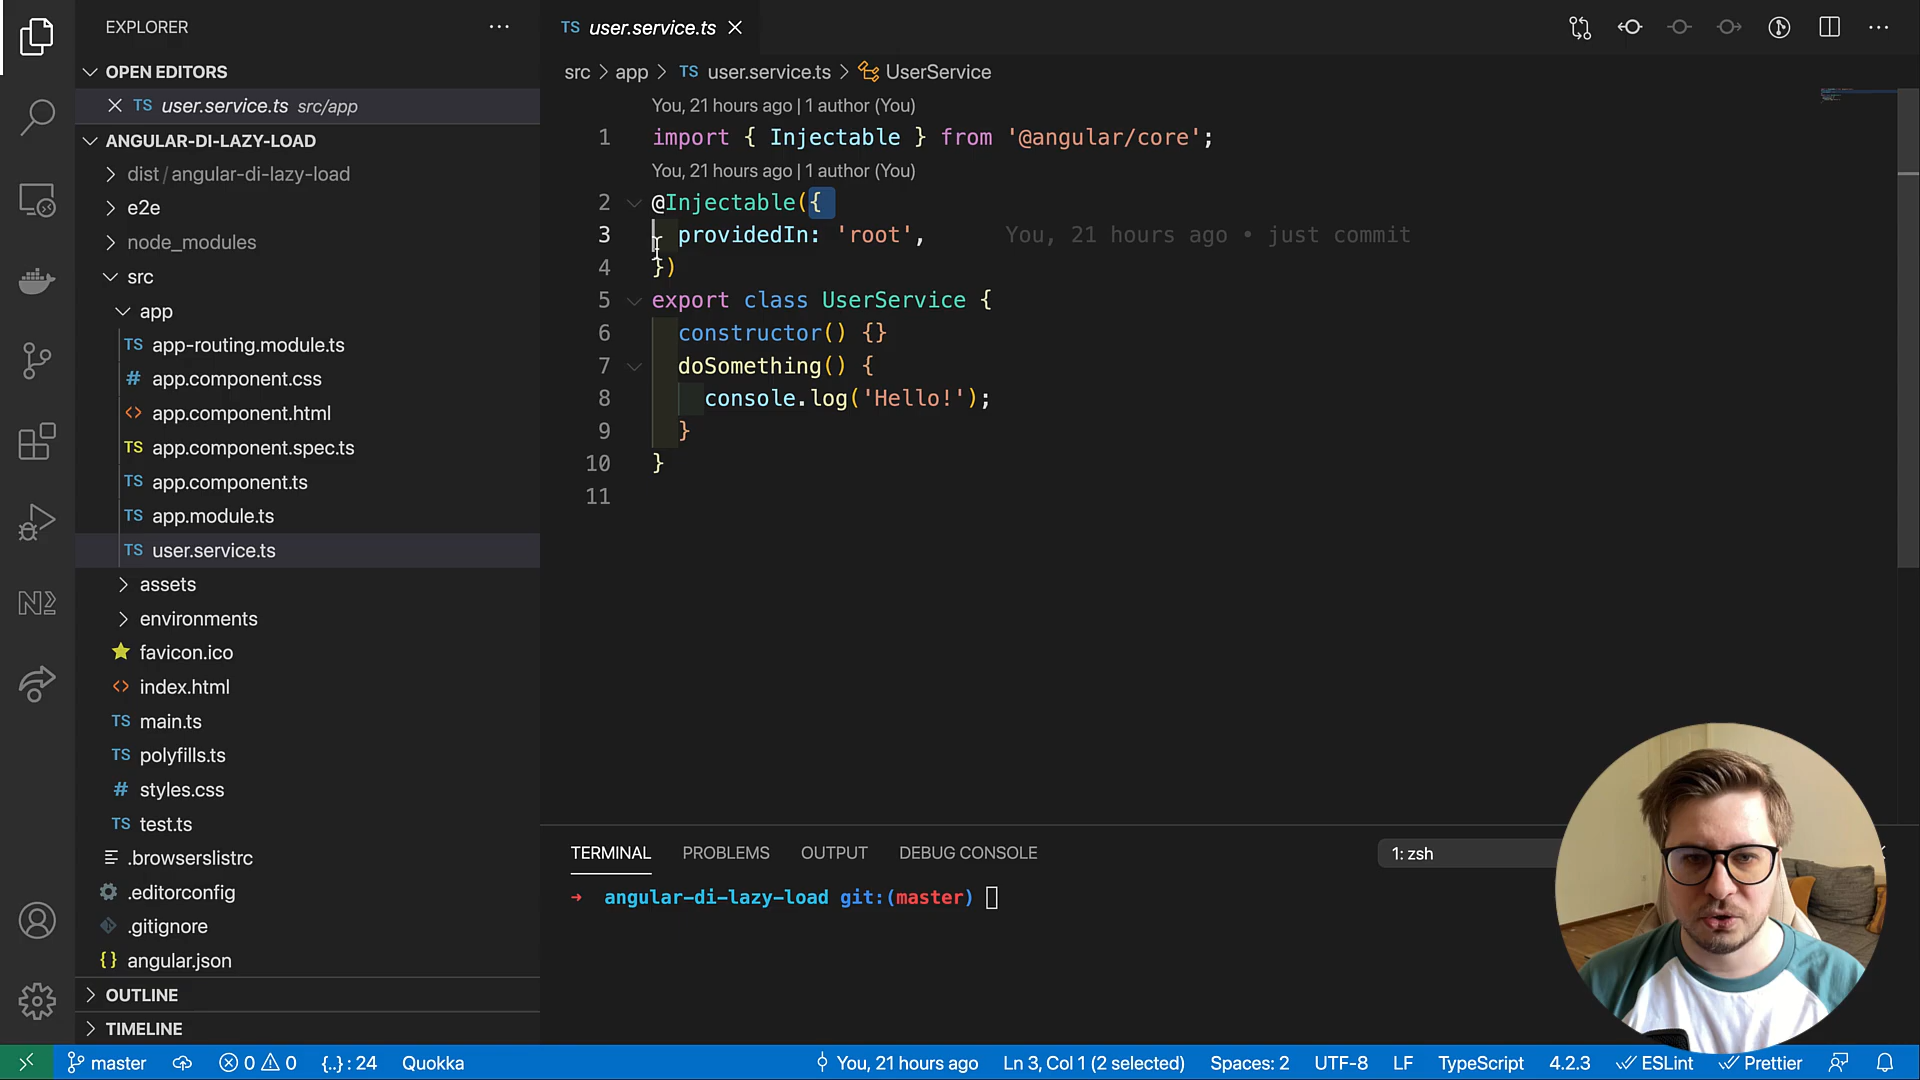 EXPLORER
OPEN EDITORS
TS user.service.ts src/app
ANGULAR-DI-LAZY-LOAD
dist / angular-di-lazy-load
e2e
node_modules
src
app
TS app-routing.module.ts
# app.component.css
<> app.component.html
TS app.component.spec.ts
TS app.component.ts
TS app.module.ts
TS user.service.ts
assets
environments
favicon.ico
<> index.html
TS main.ts
TS polyfills.ts
# styles.css
TS test.ts
.browserslistrc
.editorconfig
.gitignore
{} angular.json
OUTLINE
TIMELINE
TS user.service.ts
src > app > TS user.service.ts > UserService
You, 21 hours ago | 1 author (You)
1 import { Injectable } from '@angular/core';
You, 21 hours ago | 1 author (You)
2 @Injectable({
3 providedIn: 'root', You, 21 hours ago • just commit
4 })
5 export class UserService {
6 constructor() {}
7 doSomething() {
8 console.log('Hello!');
9 }
10 }
11
TERMINAL PROBLEMS OUTPUT DEBUG CONSOLE 1: zsh
→ angular-di-lazy-load git:(master)
master 0 0 {..} : 24 Quokka You, 21 hours ago Ln 3, Col 1 (2 selected) Spaces: 2 UTF-8 LF TypeScript 4.2.3 ESLint Prettier